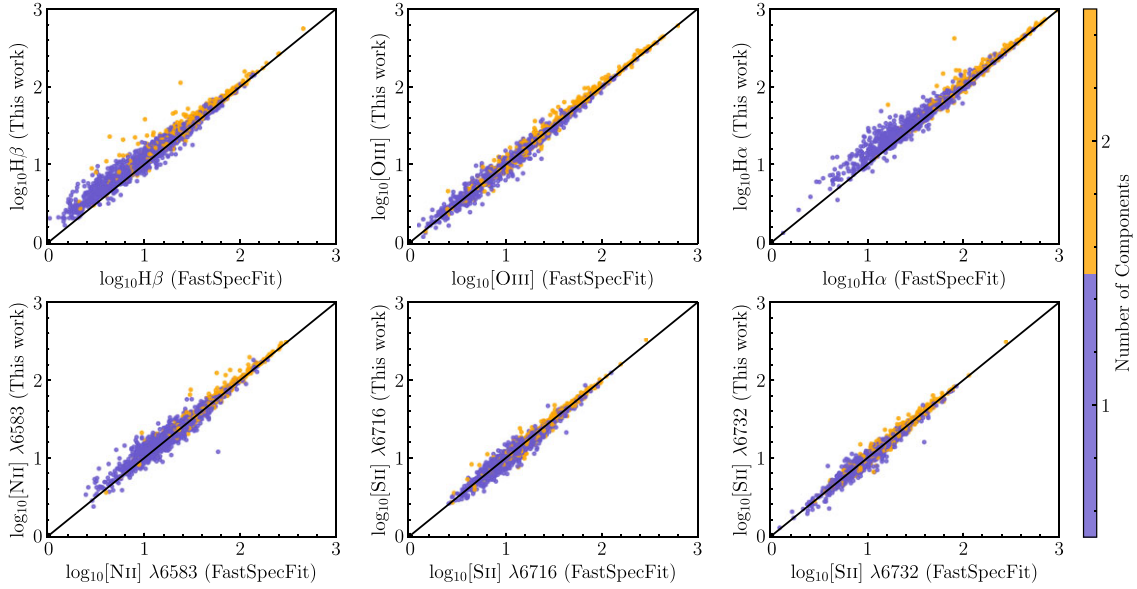 log₁₀Hβ (This work)
3
2
1
0
0 1 2 3
log₁₀Hβ (FastSpecFit)
log₁₀[OIII] (This work)
3
2
1
0
0 1 2 3
log₁₀[OIII] (FastSpecFit)
log₁₀Hα (This work)
3
2
1
0
0 1 2 3
log₁₀Hα (FastSpecFit)
log₁₀[NII] λ6583 (This work)
3
2
1
0
0 1 2 3
log₁₀[NII] λ6583 (FastSpecFit)
log₁₀[SII] λ6716 (This work)
3
2
1
0
0 1 2 3
log₁₀[SII] λ6716 (FastSpecFit)
log₁₀[SII] λ6732 (This work)
3
2
1
0
0 1 2 3
log₁₀[SII] λ6732 (FastSpecFit)
2
1
Number of Components